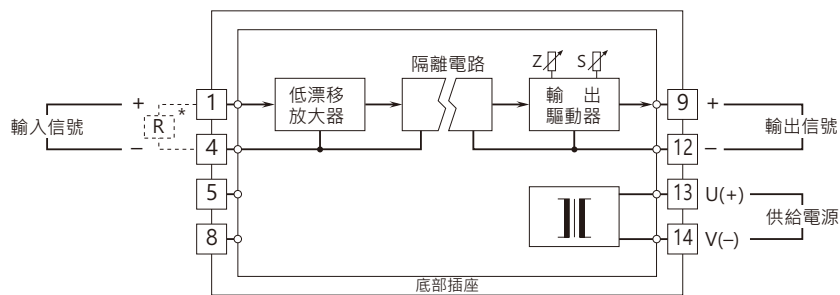 隔離電路
Z
S
低漂移
放大器
輸 出
驅動器
輸入信號
+
–
R
*
1
4
5
8
9
12
13
14
+
–
輸出信號
U(+)
V(–)
供給電源
底部插座